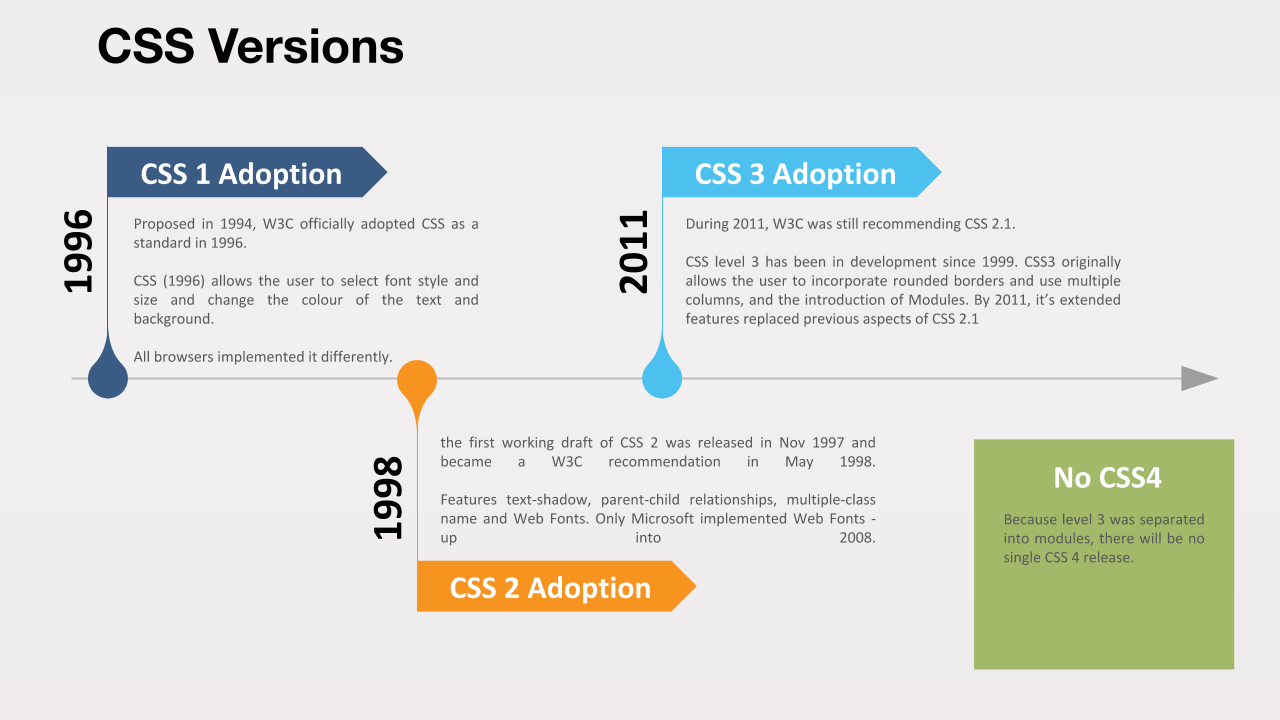 CSS Versions
CSS 1 Adoption
1996
Proposed in 1994, W3C officially adopted CSS as a
standard in 1996.
CSS (1996) allows the user to select font style and
size and change the colour of the text and
background.
All browsers implemented it differently.
CSS 3 Adoption
2011
During 2011, W3C was still recommending CSS 2.1.
CSS level 3 has been in development since 1999. CSS3 originally
allows the user to incorporate rounded borders and use multiple
columns, and the introduction of Modules. By 2011, it’s extended
features replaced previous aspects of CSS 2.1
1998
the first working draft of CSS 2 was released in Nov 1997 and
became a W3C recommendation in May 1998.
Features text-shadow, parent-child relationships, multiple-class
name and Web Fonts. Only Microsoft implemented Web Fonts -
up into 2008.
CSS 2 Adoption
No CSS4
Because level 3 was separated
into modules, there will be no
single CSS 4 release.